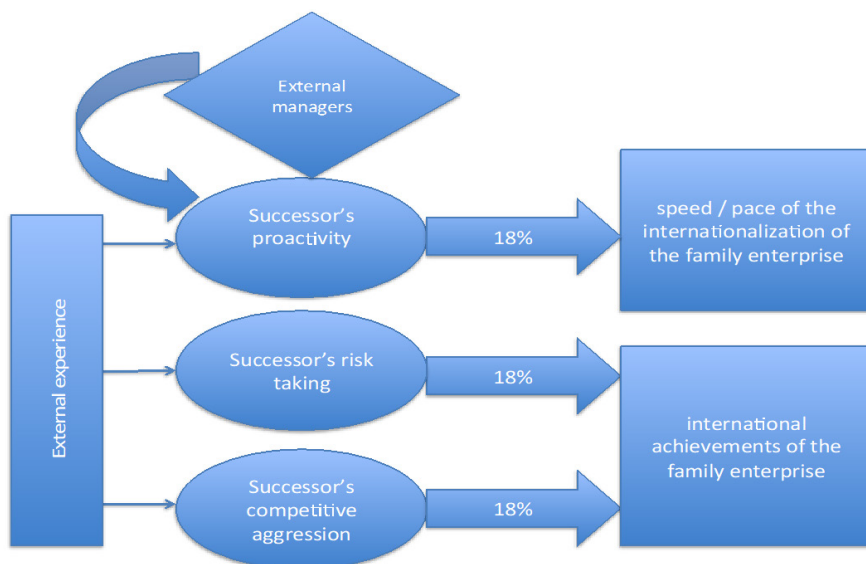 External
managers
Successor's
proactivity
18%
speed / pace of the
internationalization of
the family enterprise
External experience
Successor's risk
taking
18%
international
achievements of the
family enterprise
Successor's
competitive
aggression
18%